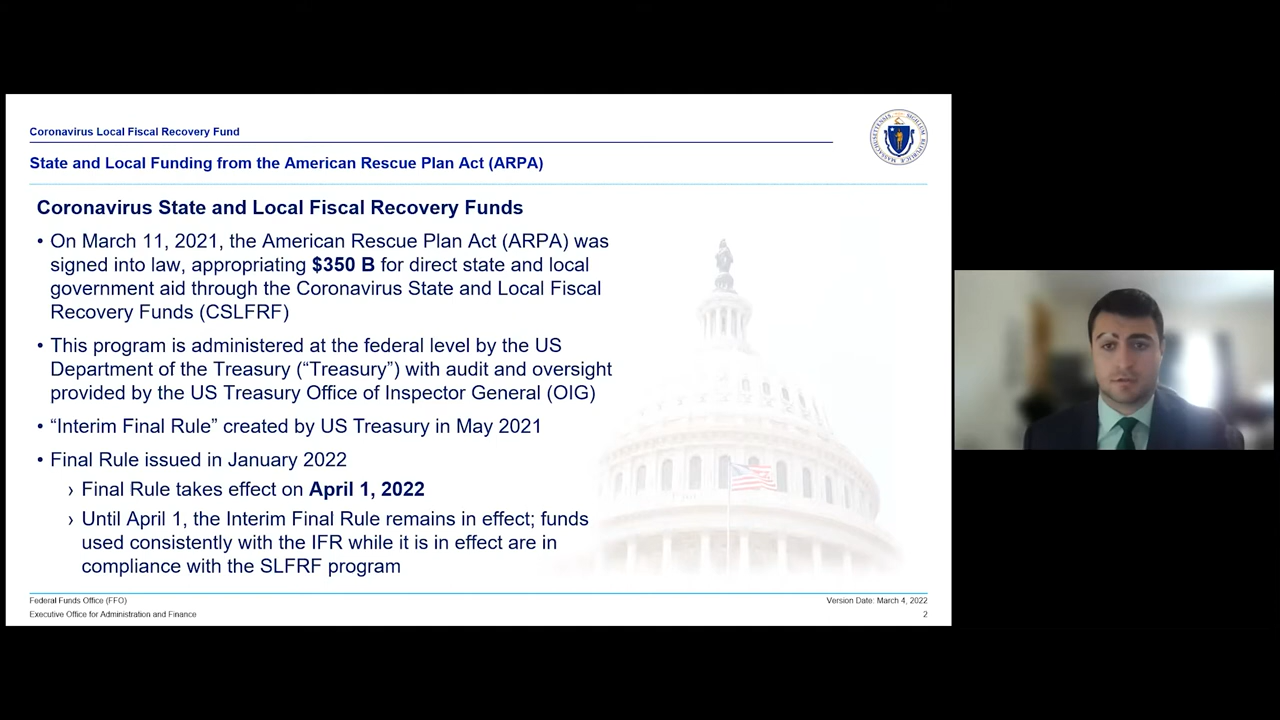 Coronavirus Local Fiscal Recovery Fund
State and Local Funding from the American Rescue Plan Act (ARPA)
Coronavirus State and Local Fiscal Recovery Funds
• On March 11, 2021, the American Rescue Plan Act (ARPA) was
signed into law, appropriating $350 B for direct state and local
government aid through the Coronavirus State and Local Fiscal
Recovery Funds (CSLFRF)
• This program is administered at the federal level by the US
Department of the Treasury (“Treasury”) with audit and oversight
provided by the US Treasury Office of Inspector General (OIG)
• “Interim Final Rule” created by US Treasury in May 2021
• Final Rule issued in January 2022
› Final Rule takes effect on April 1, 2022
› Until April 1, the Interim Final Rule remains in effect; funds
used consistently with the IFR while it is in effect are in
compliance with the SLFRF program
Federal Funds Office (FFO)
Version Date: March 4, 2022
Executive Office for Administration and Finance
2